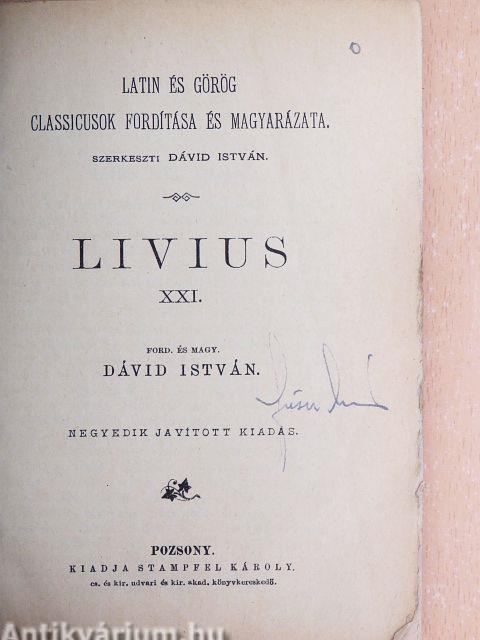 LATIN ÉS GÖRÖG
CLASSICUSOK FORDÍTÁSA ÉS MAGYARÁZATA.
SZERKESZTI DÁVID ISTVÁN.
LIVIUS
XXI.
FORD. ÉS MAGY.
DÁVID ISTVÁN.
NEGYEDIK JAVÍTOTT KIADÁS.
POZSONY.
KIADJA STAMPFEL KÁROLY.
cs. és kir. udvari és kir. akad. könyvkereskedő.
Antikvárium.hu